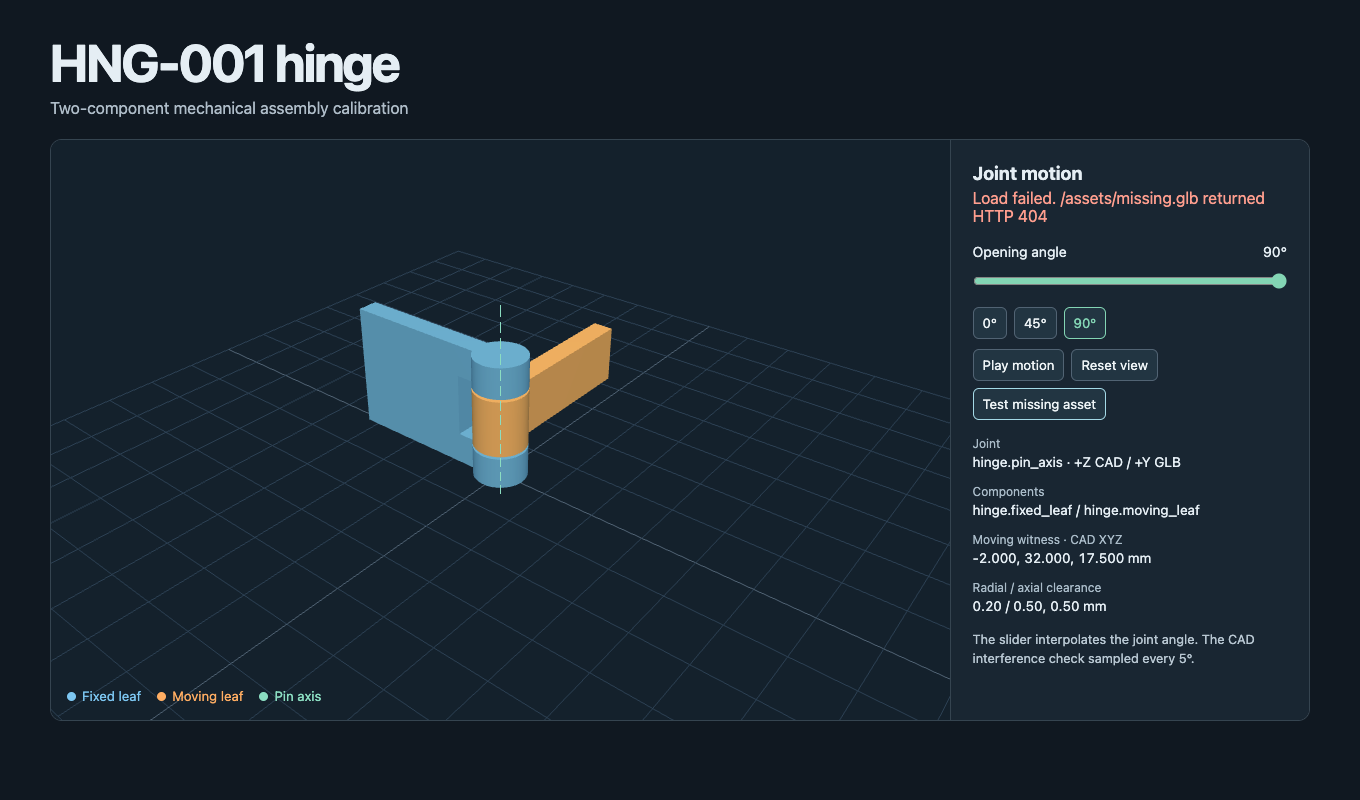 HNG-001 hinge
Two-component mechanical assembly calibration
Joint motion
Load failed. /assets/missing.glb returned
HTTP 404
Opening angle 90°
0° 45° 90°
Play motion Reset view
Test missing asset
Joint
hinge.pin_axis · +Z CAD / +Y GLB
Components
hinge.fixed_leaf / hinge.moving_leaf
Moving witness · CAD XYZ
-2.000, 32.000, 17.500 mm
Radial / axial clearance
0.20 / 0.50, 0.50 mm
The slider interpolates the joint angle. The CAD
interference check sampled every 5°.
Fixed leaf Moving leaf Pin axis